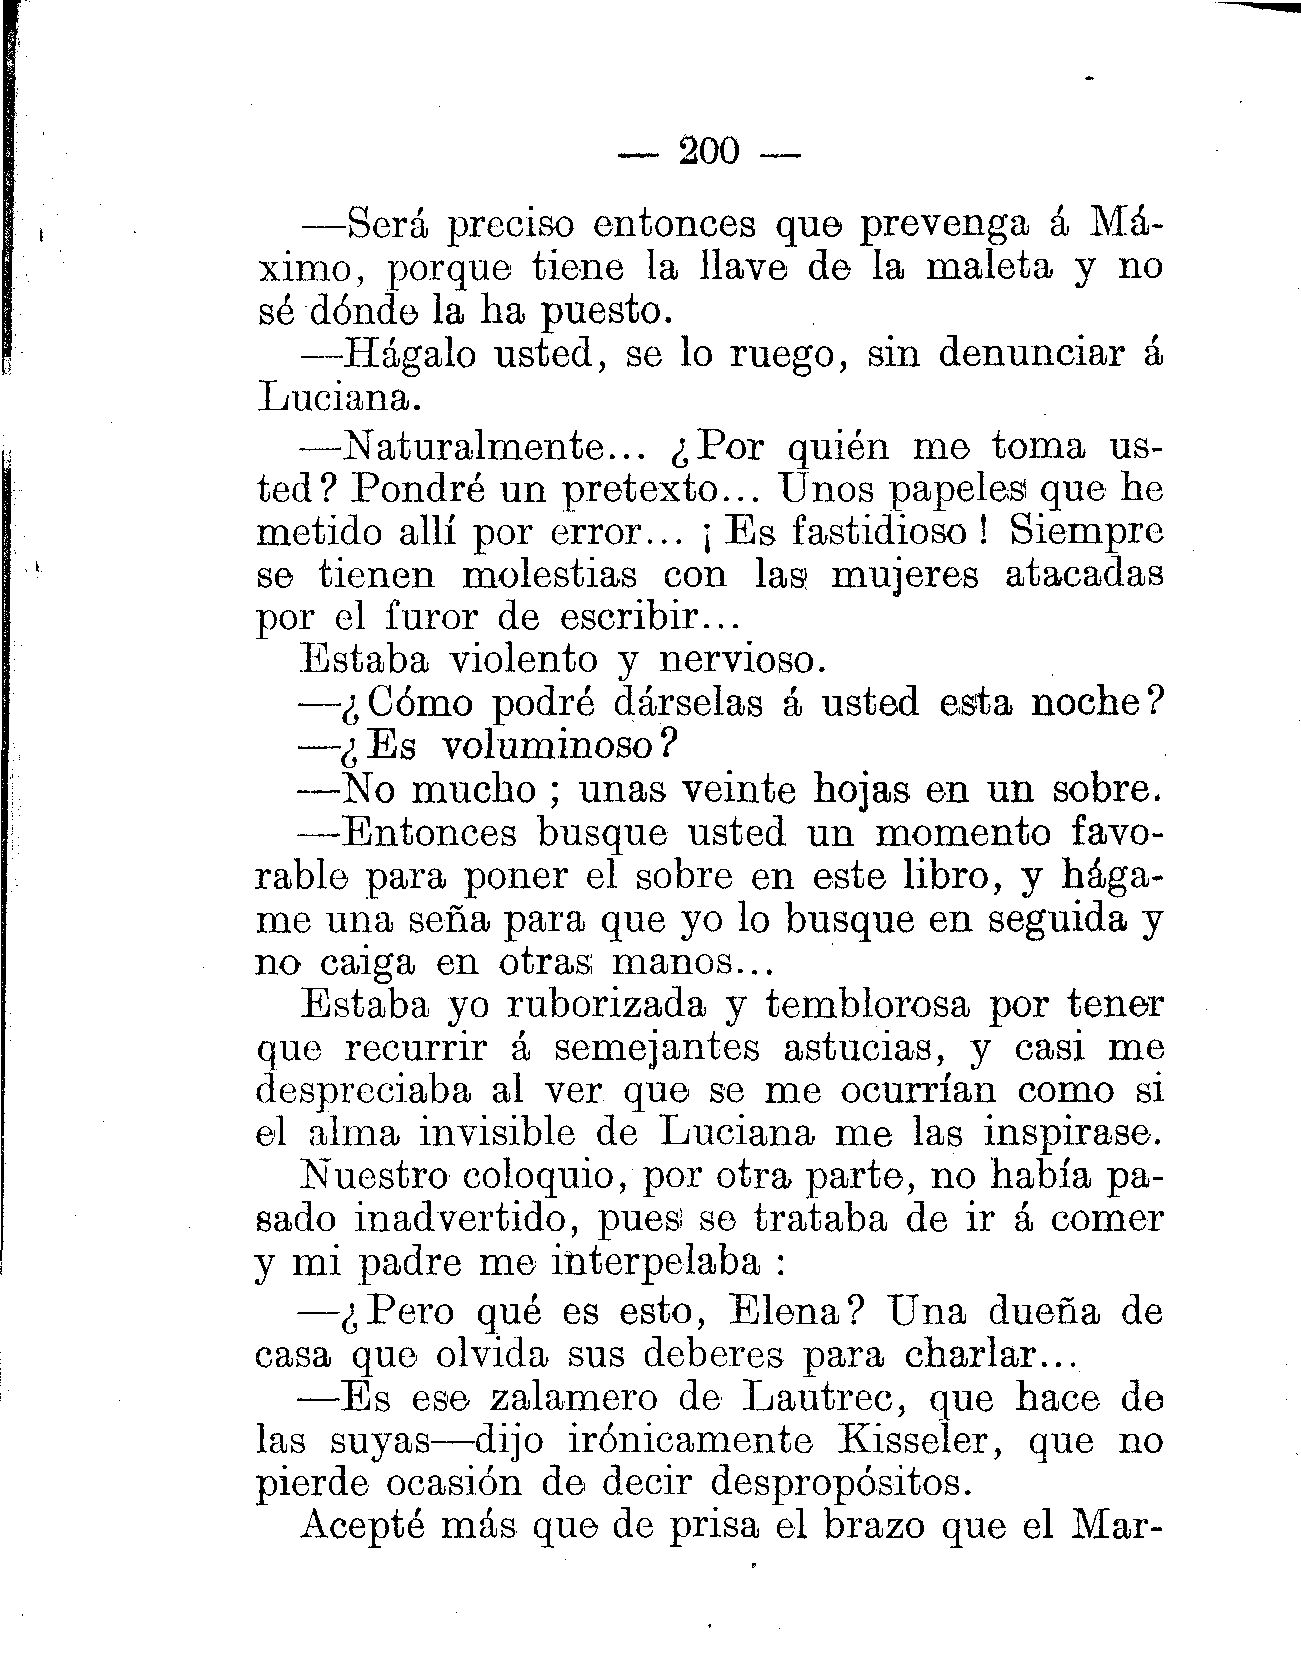 — 200 —
—Será preciso entonces que prevenga á Má-
ximo, porque tiene la llave de la maleta y no
sé dónde la ha puesto.
—Hágalo usted, se lo ruego, sin denunciar á
Luciana.
—Naturalmente... ¿Por quién me toma us-
ted? Pondré un pretexto... Unos papeles que he
metido allí por error... ¡Es fastidioso! Siempre
se tienen molestias con las mujeres atacadas
por el furor de escribir...
Estaba violento y nervioso.
—¿Cómo podré dárselas á usted esta noche?
—¿Es voluminoso?
—No mucho; unas veinte hojas en un sobre.
—Entonces busque usted un momento favo-
rable para poner el sobre en este libro, y hága-
me una seña para que yo lo busque en seguida y
no caiga en otras manos...
Estaba yo ruborizada y temblorosa por tener
que recurrir á semejantes astucias, y casi me
despreciaba al ver que se me ocurrían como si
el alma invisible de Luciana me las inspirase.
Nuestro coloquio, por otra parte, no había pa-
sado inadvertido, pues se trataba de ir á comer
y mi padre me interpelaba:
—¿Pero qué es esto, Elena? Una dueña de
casa que olvida sus deberes para charlar...
—Es ese zalamero de Lautrec, que hace de
las suyas—dijo irónicamente Kisseler, que no
pierde ocasión de decir despropósitos.
Acepté más que de prisa el brazo que el Mar-